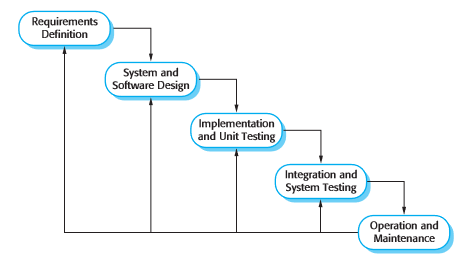 Requirements
Definition
System and
Software Design
Implementation
and Unit Testing
Integration and
System Testing
Operation and
Maintenance